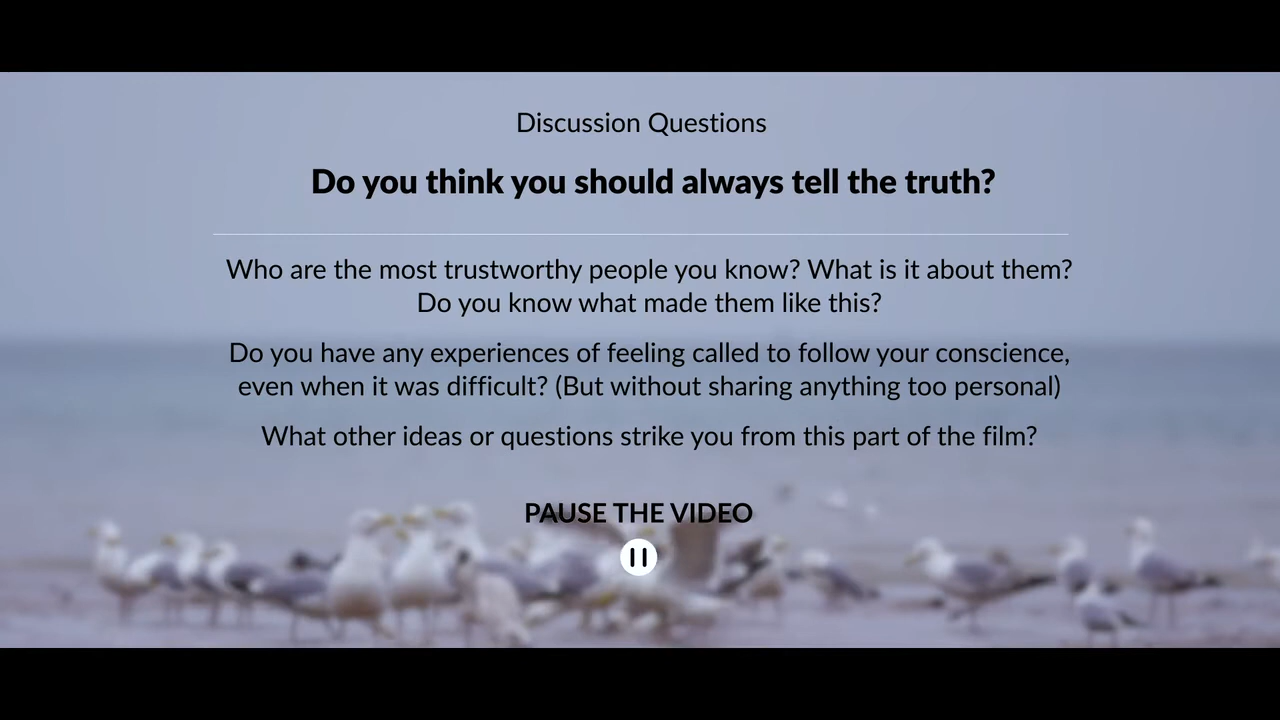 Discussion Questions
Do you think you should always tell the truth?
Who are the most trustworthy people you know? What is it about them?
Do you know what made them like this?
Do you have any experiences of feeling called to follow your conscience,
even when it was difficult? (But without sharing anything too personal)
What other ideas or questions strike you from this part of the film?
PAUSE THE VIDEO